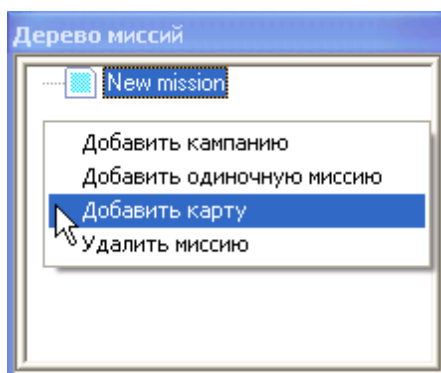 Дерево миссий
New mission
Добавить кампанию
Добавить одиночную миссию
Добавить карту
Удалить миссию